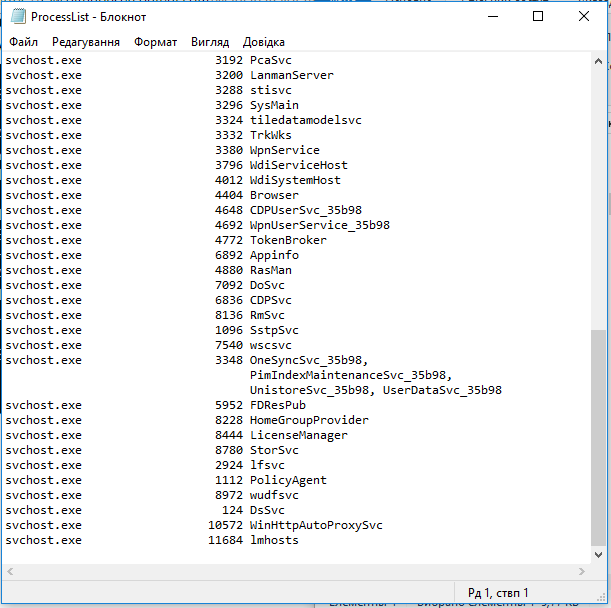 ProcessList - Блокнот
Файл Редагування Формат Вигляд Довідка
svchost.exe 3192 PcaSvc
svchost.exe 3200 LanmanServer
svchost.exe 3288 stisvc
svchost.exe 3296 SysMain
svchost.exe 3324 tiledatamodelsvc
svchost.exe 3332 TrkWks
svchost.exe 3380 WpnService
svchost.exe 3796 WdiServiceHost
svchost.exe 4012 WdiSystemHost
svchost.exe 4404 Browser
svchost.exe 4648 CDPUserSvc_35b98
svchost.exe 4692 WpnUserService_35b98
svchost.exe 4772 TokenBroker
svchost.exe 6892 Appinfo
svchost.exe 4880 RasMan
svchost.exe 7092 DoSvc
svchost.exe 6836 CDPSvc
svchost.exe 8136 RmSvc
svchost.exe 1096 SstpSvc
svchost.exe 7540 wscsvc
svchost.exe 3348 OneSyncSvc_35b98,
PimIndexMaintenanceSvc_35b98,
UnistoreSvc_35b98, UserDataSvc_35b98
svchost.exe 5952 FDResPub
svchost.exe 8228 HomeGroupProvider
svchost.exe 8444 LicenseManager
svchost.exe 8780 StorSvc
svchost.exe 2924 lfsvc
svchost.exe 1112 PolicyAgent
svchost.exe 8972 wudfsvc
svchost.exe 124 DsSvc
svchost.exe 10572 WinHttpAutoProxySvc
svchost.exe 11684 lmhosts
Рд 1, ствп 1